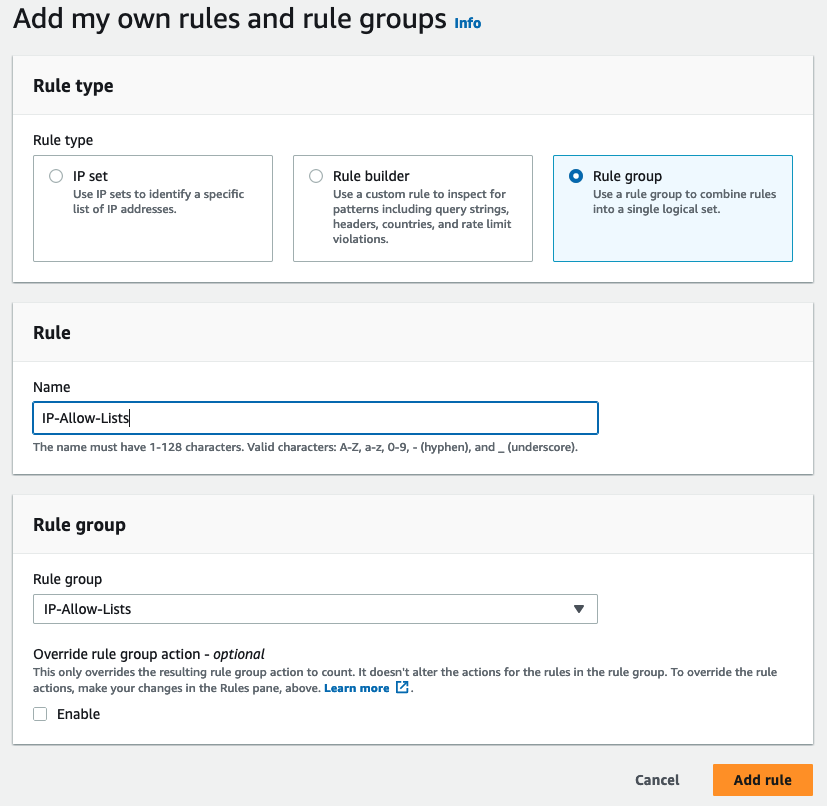 Add my own rules and rule groups Info
Rule type
Rule type
IP set
Use IP sets to identify a specific
list of IP addresses.
Rule builder
Use a custom rule to inspect for
patterns including query strings,
headers, countries, and rate limit
violations.
Rule group
Use a rule group to combine rules
into a single logical set.
Rule
Name
IP-Allow-Lists
The name must have 1-128 characters. Valid characters: A-Z, a-z, 0-9, - (hyphen), and _ (underscore).
Rule group
Rule group
IP-Allow-Lists
Override rule group action - optional
This only overrides the resulting rule group action to count. It doesn't alter the actions for the rules in the rule group. To override the rule
actions, make your changes in the Rules pane, above. Learn more .
Enable
Cancel
Add rule